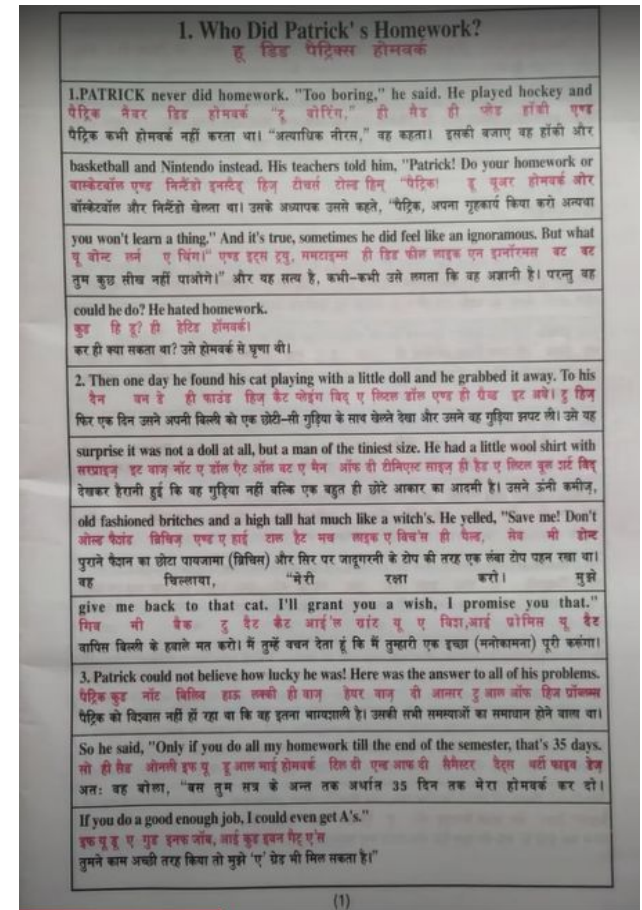 1. Who Did Patrick' s Homework?
हू डिड पैट्रिक्स होमवर्क
1.PATRICK never did homework. "Too boring," he said. He played hockey and
पैट्रिक नैवर डिड होमवर्क "टू बोरिंग," ही सैड ही प्लेड हॉकी एण्ड
पैट्रिक कभी होमवर्क नहीं करता था। "अत्याधिक नीरस," वह कहता। इसकी बजाए वह हॉकी और
basketball and Nintendo instead. His teachers told him, "Patrick! Do your homework or
बास्केटबॉल एण्ड निन्टैंडो इनस्टैड् हिज् टीचर्स टोल्ड हिम् "पैट्रिक! डू यूअर होमवर्क ओर
बॉस्केटबॉल और निन्टैंडो खेलता था। उसके अध्यापक उससे कहते, "पैट्रिक, अपना गृहकार्य किया करो अन्यथा
you won't learn a thing." And it's true, sometimes he did feel like an ignoramous. But what
यू वोन्ट लर्न ए थिंग।" एण्ड इट्स ट्रयु, समटाइम्स ही डिड फील लाइक एन इग्नॉरमस बट वट
तुम कुछ सीख नहीं पाओगे।" और यह सत्य है, कभी-कभी उसे लगता कि वह अज्ञानी है। परन्तु वह
could he do? He hated homework.
कुड हि डू? ही हेटिड होमवर्क।
कर ही क्या सकता था? उसे होमवर्क से घृणा थी।
2. Then one day he found his cat playing with a little doll and he grabbed it away. To his
दैन वन डे ही फाउंड हिज् कैट प्लेइंग विद् ए लिटल डॉल एण्ड ही ग्रैब्ड इट अवे। टु हिज्
फिर एक दिन उसने अपनी बिल्ली को एक छोटी-सी गुड़िया के साथ खेलते देखा और उसने वह गुड़िया झपट ली। उसे यह
surprise it was not a doll at all, but a man of the tiniest size. He had a little wool shirt with
सरप्राइज् इट वाज् नॉट ए डॉल ऐट ऑल बट ए मैन ऑफ दी टीनिएस्ट साइज् ही हैड ए लिटल वूल शर्ट विद्
देखकर हैरानी हुई कि वह गुड़िया नहीं बल्कि एक बहुत ही छोटे आकार का आदमी है। उसने ऊंनी कमीज,
old fashioned britches and a high tall hat much like a witch's. He yelled, "Save me! Don't
ओल्ड फैशंड ब्रिचिज् एण्ड ए हाई टाल हैट मच लाइक ए विच'स ही यैल्ड, सेव मी डोन्ट
पुराने फैशन का छोटा पायजामा (ब्रिचिस) और सिर पर जादूगरनी के टोप की तरह एक लंबा टोप पहन रखा था।
वह चिल्लाया, "मेरी रक्षा करो। मुझे
give me back to that cat. I'll grant you a wish, I promise you that."
गिव मी बैक टु दैट कैट आई'ल ग्रांट यू ए विश,आई प्रोमिस यू दैट
वापिस बिल्ली के हवाले मत करो। मैं तुम्हें वचन देता हूं कि मैं तुम्हारी एक इच्छा (मनोकामना) पूरी करूंगा।
3. Patrick could not believe how lucky he was! Here was the answer to all of his problems.
पैट्रिक कुड नॉट बिलिव हाऊ लक्की ही वाज् हेयर वाज् दी आन्सर टु आल ऑफ हिज प्रॉब्लम्स
पैट्रिक को विश्वास नहीं हो रहा था कि वह इतना भाग्यशाली है। उसकी सभी समस्याओं का समाधान होने वाला था।
So he said, "Only if you do all my homework till the end of the semester, that's 35 days.
सो ही सैड ओनली इफ यू डू आल माई होमवर्क टिल दी एन्ड आफ दी सैमैस्टर दैट्स थर्टी फाइव डेज्
अतः वह बोला, "बस तुम सत्र के अन्त तक अर्थात 35 दिन तक मेरा होमवर्क कर दो।
If you do a good enough job, I could even get A's."
इफ यू डू ए गुड इनफ जॉब, आई कुड इवन गैट् ए'स
तुमने काम अच्छी तरह किया तो मुझे 'ए' ग्रेड भी मिल सकता है।"
(1)